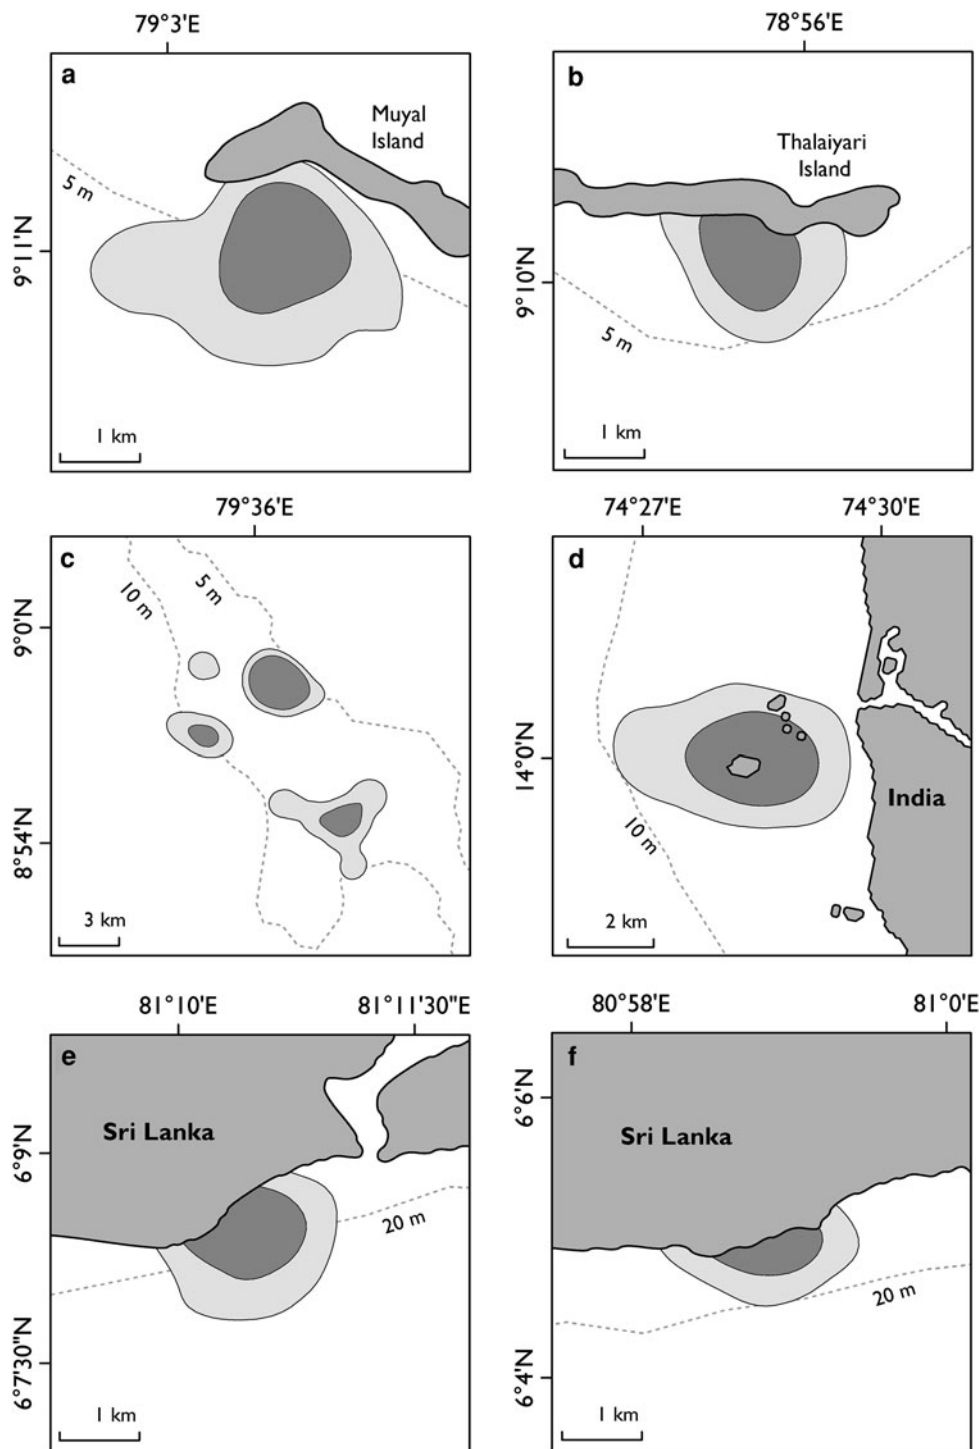 79°3'E
a
Muyal
Island
5 m
9°11'N
1 km
78°56'E
b
Thalaiyari
Island
9°10'N
5 m
1 km
79°36'E
c
10 m
5 m
9°0'N
8°54'N
3 km
74°27'E
74°30'E
d
14°0'N
India
10 m
2 km
81°10'E
81°11'30"E
e
Sri Lanka
6°9'N
20 m
6°7'30"N
1 km
80°58'E
81°0'E
f
6°6'N
Sri Lanka
20 m
6°4'N
1 km